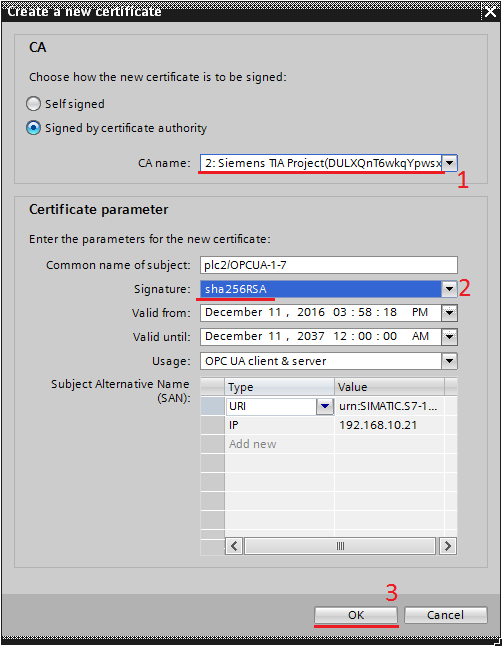 Create a new certificate
CA
Choose how the new certificate is to be signed:
Self signed
Signed by certificate authority
CA name: 2: Siemens TIA Project(DULXQnT6wkqYpwsx
1
Certificate parameter
Enter the parameters for the new certificate:
Common name of subject: plc2/OPCUA-1-7
Signature: sha256RSA 2
Valid from: December 11 , 2016 03 : 58 : 18 PM
Valid until: December 11 , 2037 12 : 00 : 00 AM
Usage: OPC UA client & server
Subject Alternative Name
(SAN):
Type Value
URI urn:SIMATIC.S7-1...
IP 192.168.10.21
Add new
3
OK Cancel